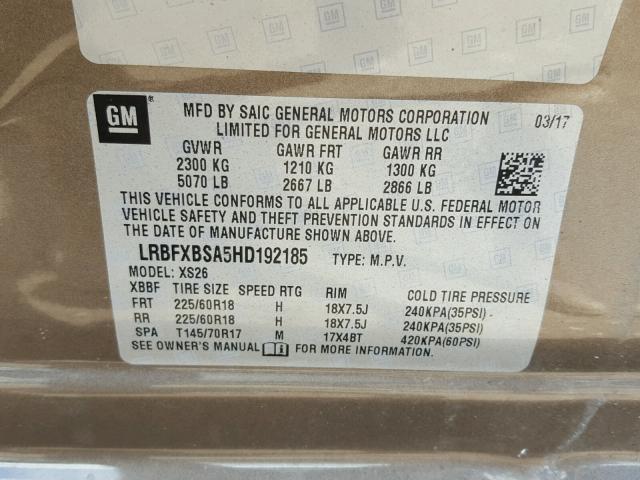 GM
MFD BY SAIC GENERAL MOTORS CORPORATION 03/17
LIMITED FOR GENERAL MOTORS LLC
GVWR GAWR FRT GAWR RR
2300 KG 1210 KG 1300 KG
5070 LB 2667 LB 2866 LB
THIS VEHICLE CONFORMS TO ALL APPLICABLE U.S. FEDERAL MOTOR
VEHICLE SAFETY AND THEFT PREVENTION STANDARDS IN EFFECT ON
THE DATE OF MANUFACTURE SHOWN ABOVE.
LRBFXBSA5HD192185 TYPE: M.P.V.
MODEL: XS26
XBBF TIRE SIZE SPEED RTG RIM COLD TIRE PRESSURE
FRT 225/60R18 H 18X7.5J 240KPA(35PSI) -
RR 225/60R18 H 18X7.5J 240KPA(35PSI)
SPA T145/70R17 M 17X4BT 420KPA(60PSI)
SEE OWNER'S MANUAL FOR MORE INFORMATION.